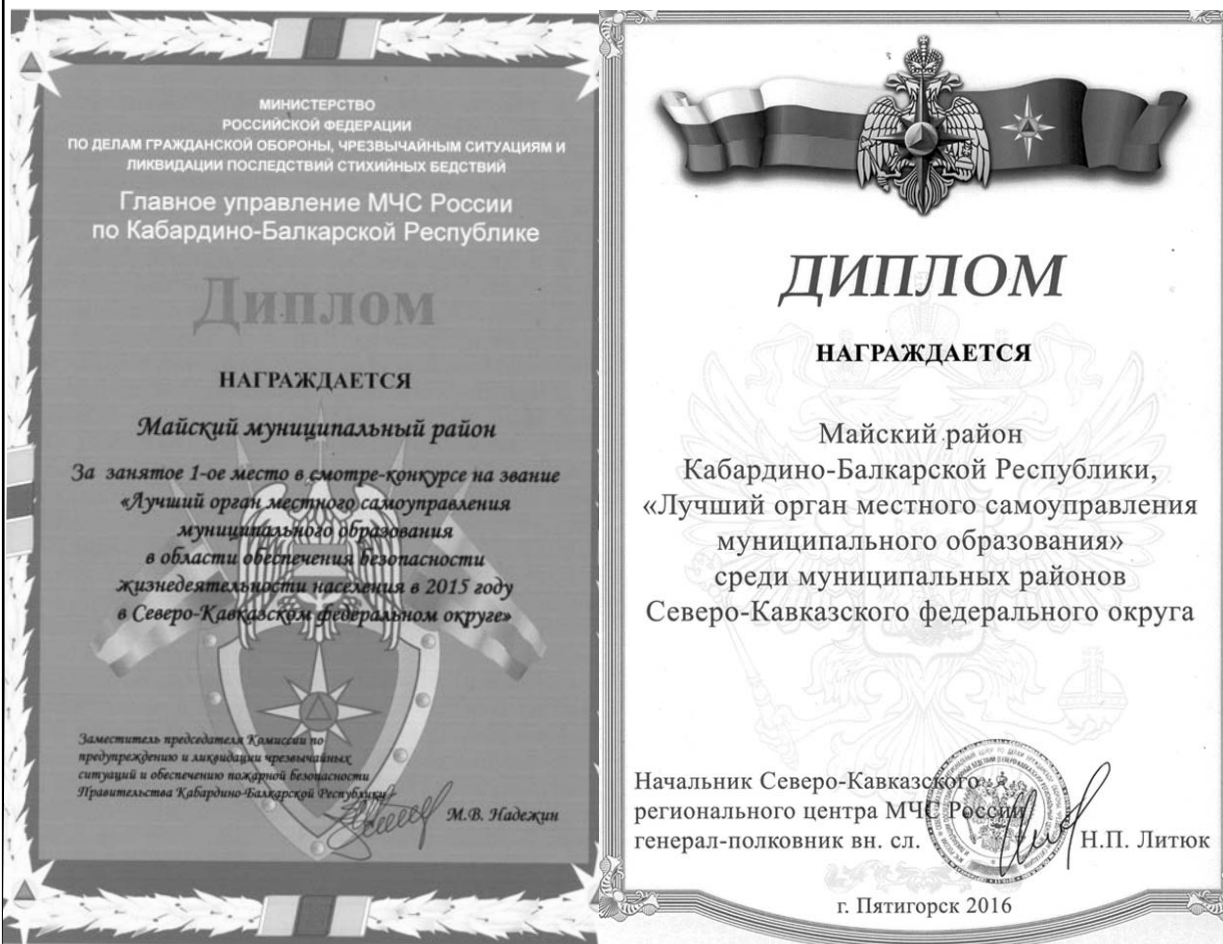 МИНИСТЕРСТВО
РОССИЙСКОЙ ФЕДЕРАЦИИ
ПО ДЕЛАМ ГРАЖДАНСКОЙ ОБОРОНЫ, ЧРЕЗВЫЧАЙНЫМ СИТУАЦИЯМ И
ЛИКВИДАЦИИ ПОСЛЕДСТВИЙ СТИХИЙНЫХ БЕДСТВИЙ
Главное управление МЧС России
по Кабардино-Балкарской Республике
Диплом
НАГРАЖДАЕТСЯ
Майский муниципальный район
За занятое 1-ое место в смотре-конкурсе на звание
«Лучший орган местного самоуправления
муниципального образования
в области обеспечения безопасности
жизнедеятельности населения в 2015 году
в Северо-Кавказском федеральном округе»
Заместитель председателя Комиссии по
предупреждению и ликвидации чрезвычайных
ситуаций и обеспечению пожарной безопасности
Правительства Кабардино-Балкарской Республики
М.В. Надежин
ДИПЛОМ
НАГРАЖДАЕТСЯ
Майский район
Кабардино-Балкарской Республики,
«Лучший орган местного самоуправления
муниципального образования»
среди муниципальных районов
Северо-Кавказского федерального округа
Начальник Северо-Кавказского
регионального центра МЧС России
генерал-полковник вн. сл.
Н.П. Литюк
г. Пятигорск 2016